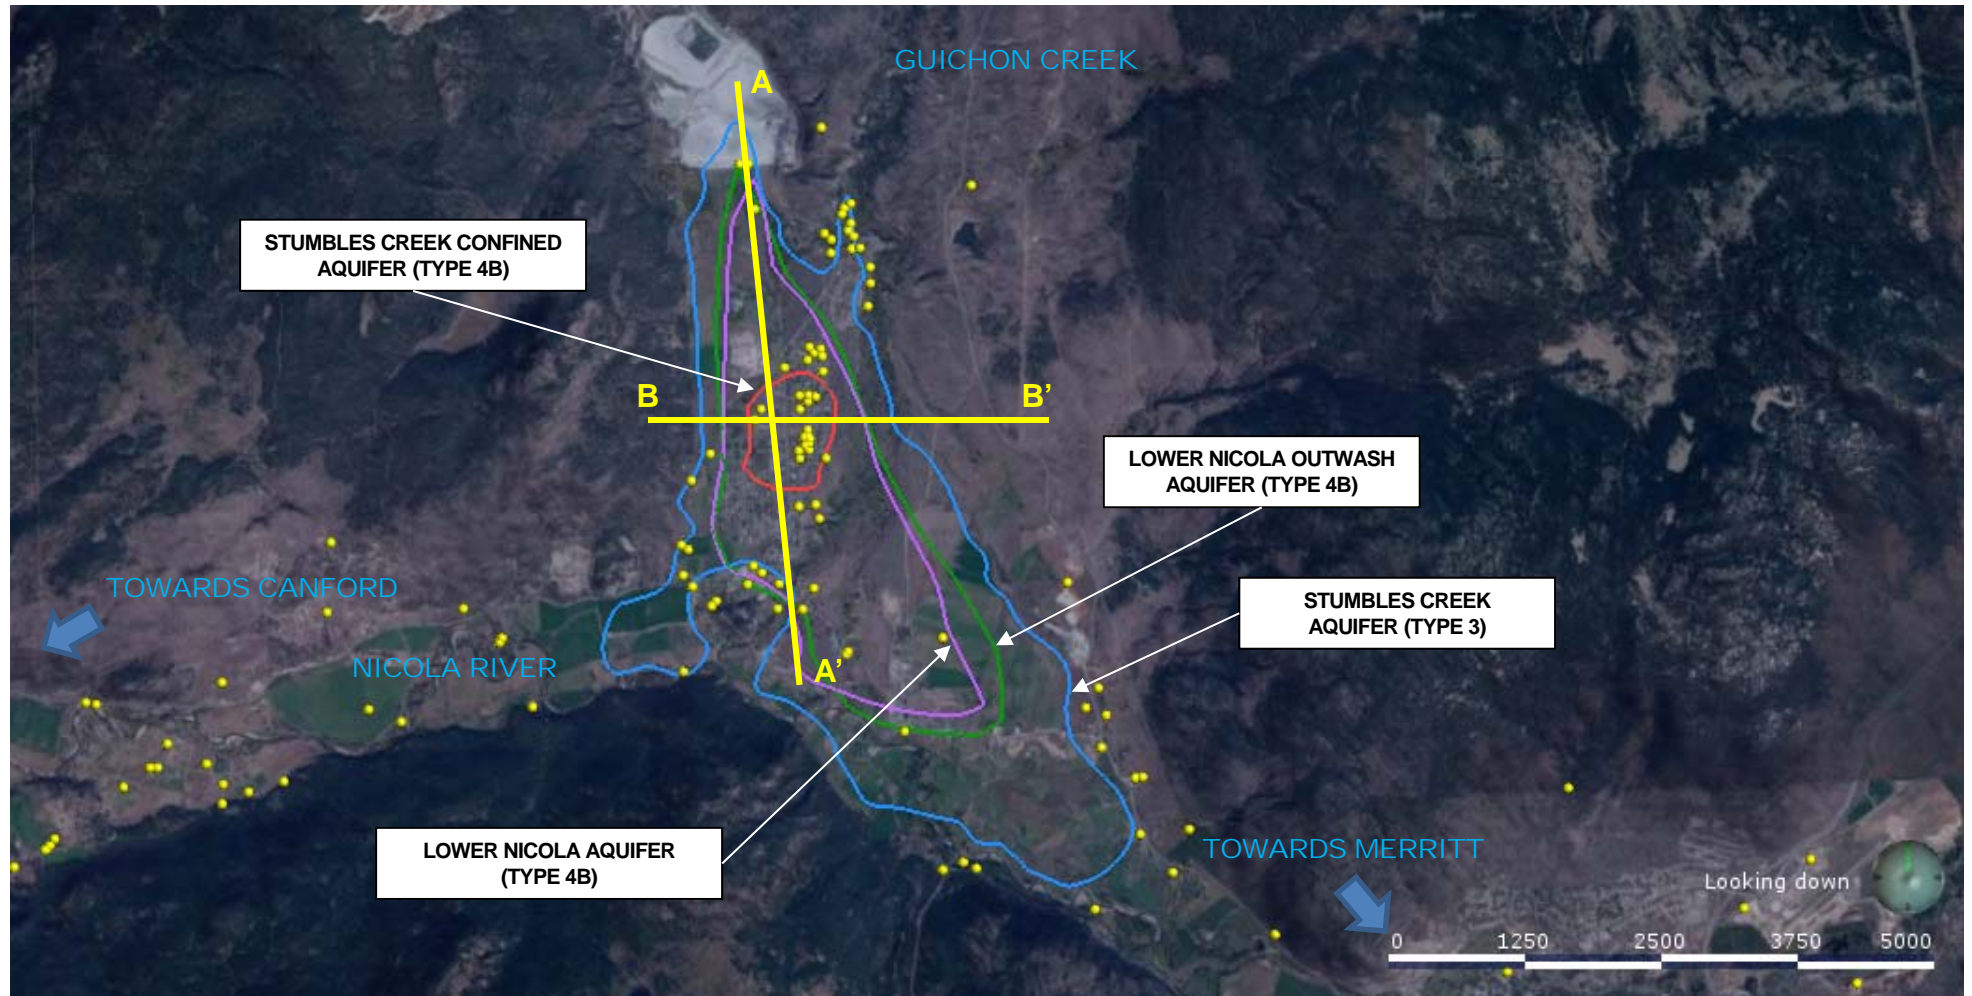 GUICHON CREEK
A
STUMBLES CREEK CONFINED
AQUIFER (TYPE 4B)
B
B’
LOWER NICOLA OUTWASH
AQUIFER (TYPE 4B)
TOWARDS CANFORD
STUMBLES CREEK
AQUIFER (TYPE 3)
NICOLA RIVER
A’
LOWER NICOLA AQUIFER
(TYPE 4B)
TOWARDS MERRITT
Looking down
0 1250 2500 3750 5000